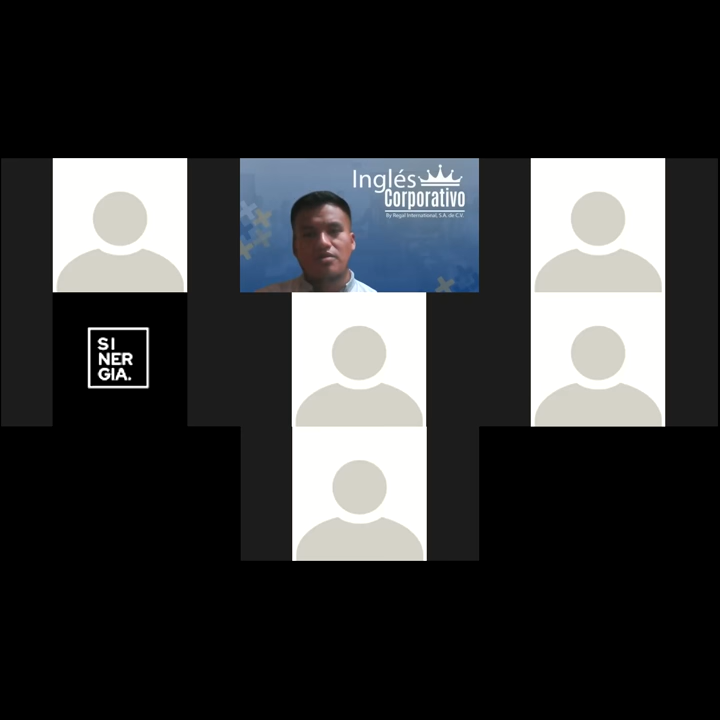 Inglés
Corporativo
By Regal International, S.A. de C.V.
SI
NER
GIA.